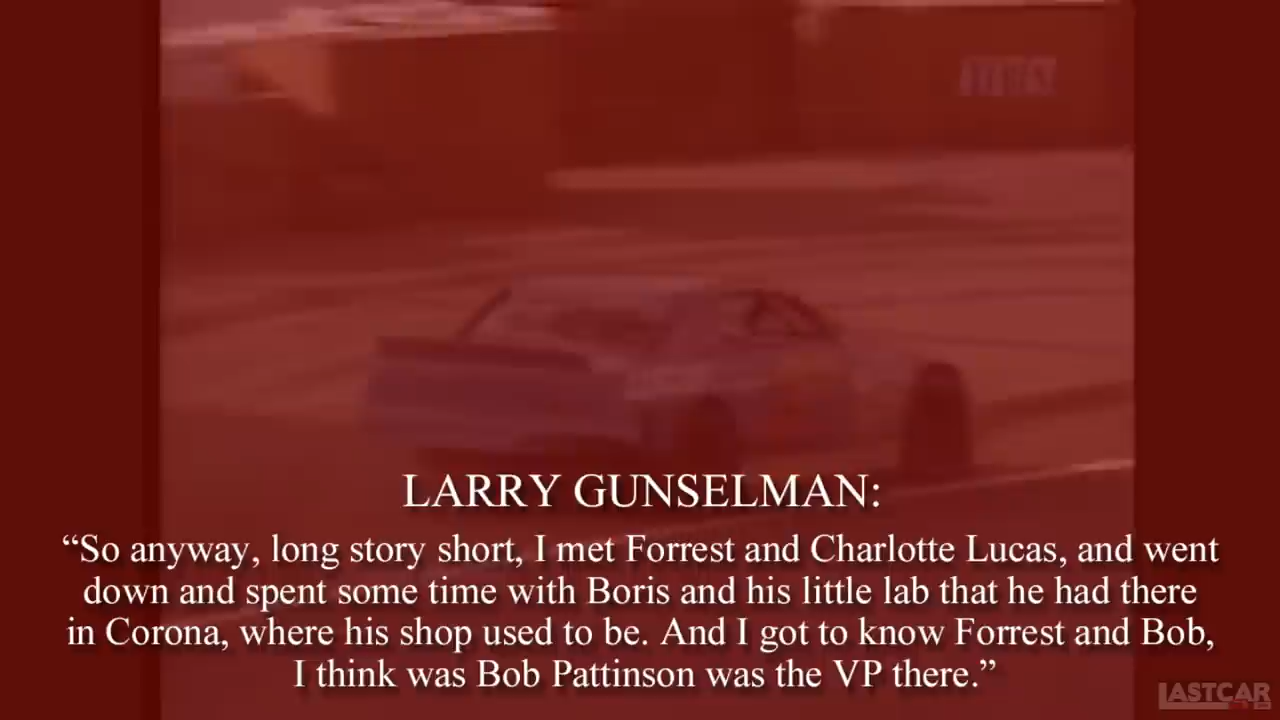 LARRY GUNSELMAN:
“So anyway, long story short, I met Forrest and Charlotte Lucas, and went
down and spent some time with Boris and his little lab that he had there
in Corona, where his shop used to be. And I got to know Forrest and Bob,
I think was Bob Pattinson was the VP there.”
LASTCAR